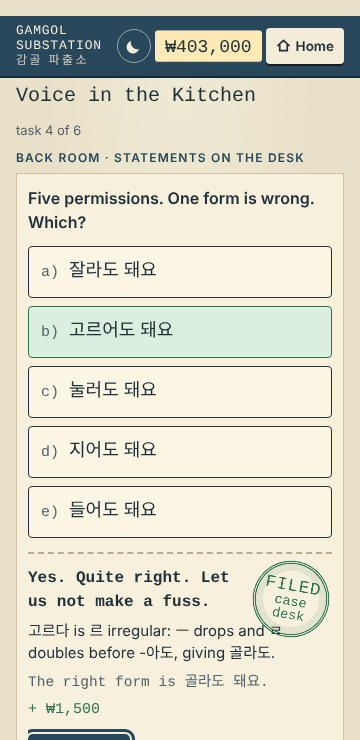 GAMGOL
SUBSTATION
감골 파출소
₩403,000
Home
Voice in the Kitchen
task 4 of 6
BACK ROOM · STATEMENTS ON THE DESK
Five permissions. One form is wrong.
Which?
a) 잘라도 돼요
b) 고르어도 돼요
c) 눌러도 돼요
d) 지어도 돼요
e) 들어도 돼요
Yes. Quite right. Let
us not make a fuss.
FILED
case
desk
고르다 is 르 irregular: ㅡ drops and ㄹ
doubles before -아도, giving 골라도.
The right form is 골라도 돼요.
+ ₩1,500